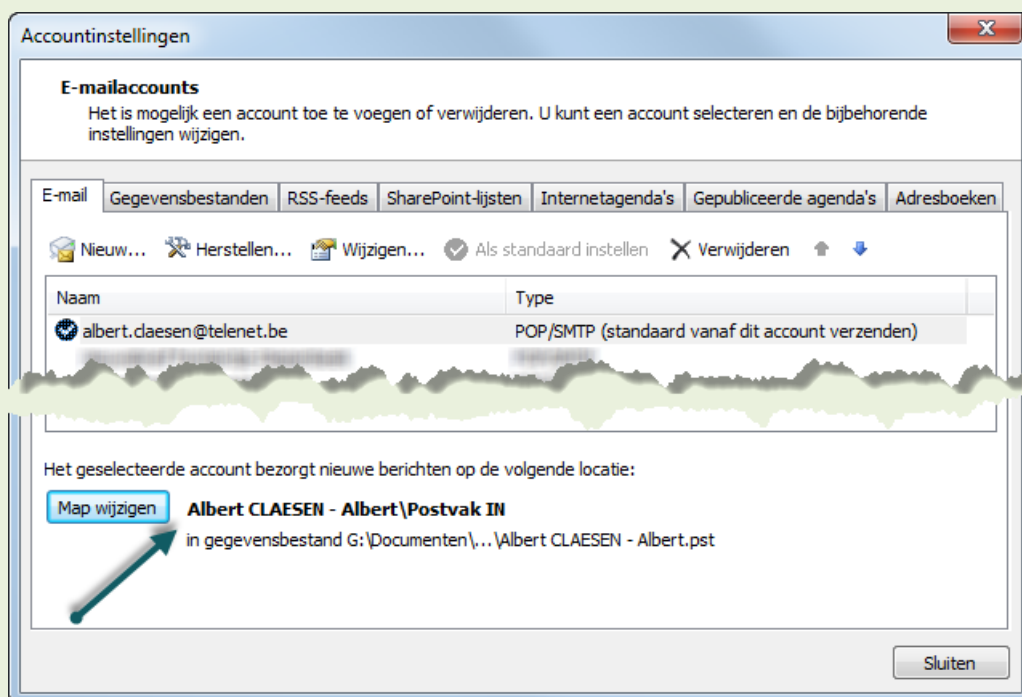 Accountinstellingen
E-mailaccounts
Het is mogelijk een account toe te voegen of verwijderen. U kunt een account selecteren en de bijbehorende
instellingen wijzigen.
E-mail Gegevensbestanden RSS-feeds SharePoint-lijsten Internetagenda's Gepubliceerde agenda's Adresboeken
Nieuw... Herstellen... Wijzigen... Als standaard instellen Verwijderen
Naam Type
albert.claesen@telenet.be POP/SMTP (standaard vanaf dit account verzenden)
Het geselecteerde account bezorgt nieuwe berichten op de volgende locatie:
Map wijzigen Albert CLAESEN - Albert\Postvak IN
in gegevensbestand G:\Documenten\...\Albert CLAESEN - Albert.pst
Sluiten